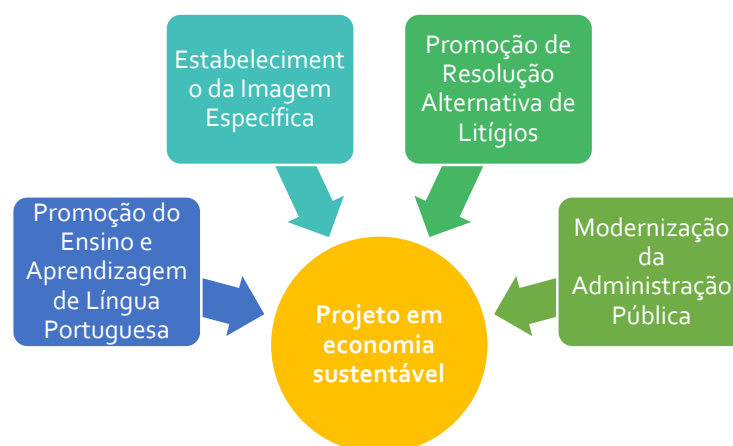 Estabeleciment
o da Imagem
Específica
Promoção de
Resolução
Alternativa de
Litígios
Promoção do
Ensino e
Aprendizagem
de Língua
Portuguesa
Modernização
da
Administração
Pública
Projeto em
economia
sustentável